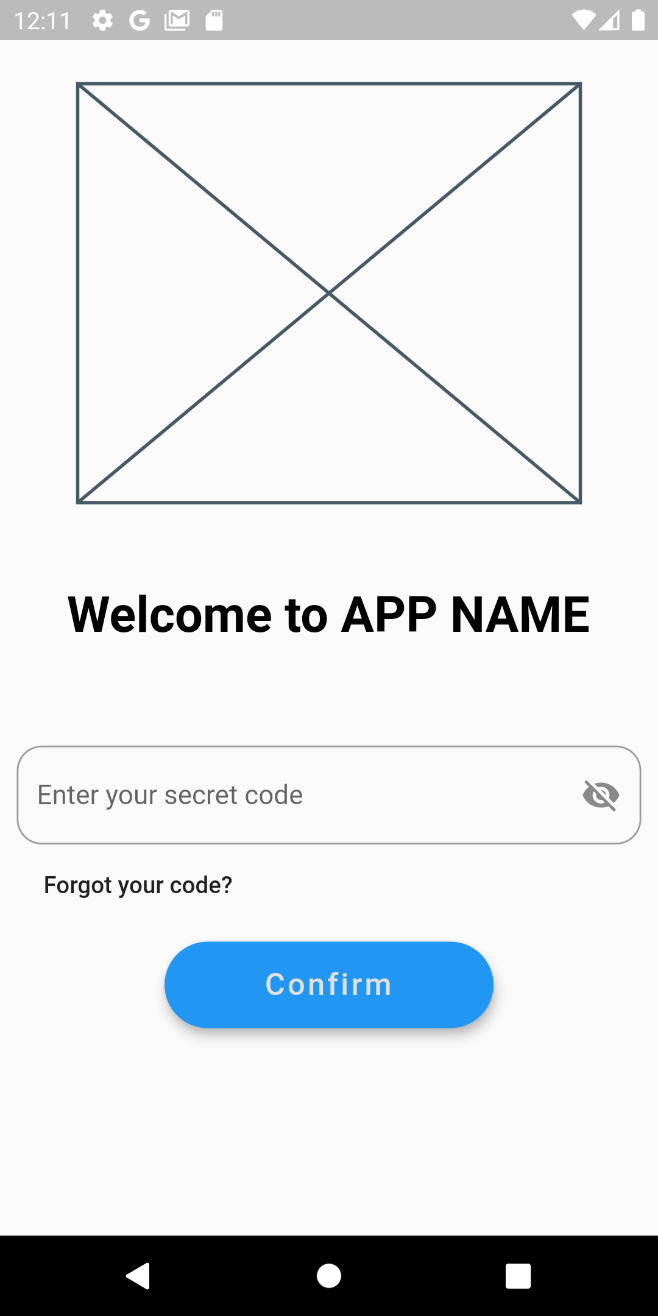 12:11
Welcome to APP NAME
Enter your secret code
Forgot your code?
Confirm